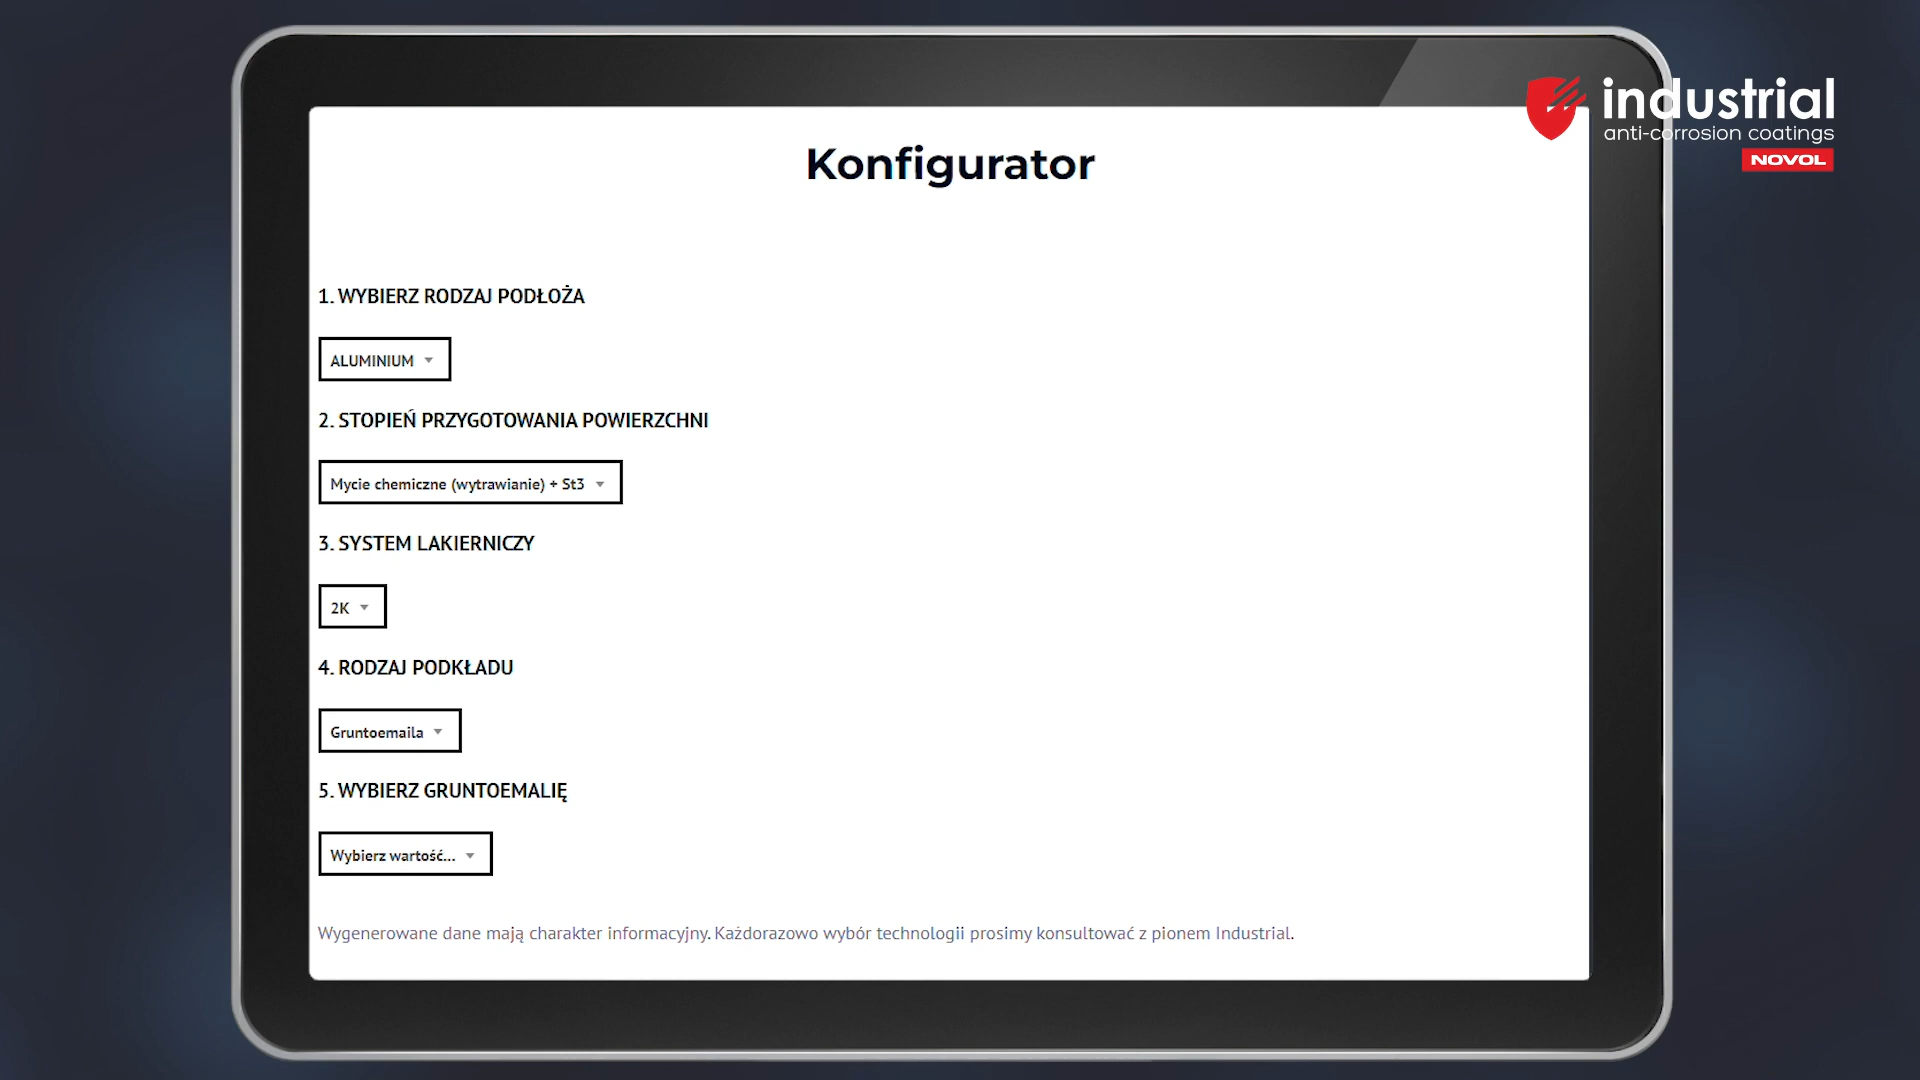 industrial
anti-corrosion coatings
NOVOL
Konfigurator
1. WYBIERZ RODZAJ PODŁOŻA
ALUMINIUM
2. STOPIEŃ PRZYGOTOWANIA POWIERZCHNI
Mycie chemiczne (wytrawianie) + St3
3. SYSTEM LAKIERNICZY
2K
4. RODZAJ PODKŁADU
Gruntoemaila
5. WYBIERZ GRUNTOEMALIĘ
Wybierz wartość...
Wygenerowane dane mają charakter informacyjny. Każdorazowo wybór technologii prosimy konsultować z pionem Industrial.